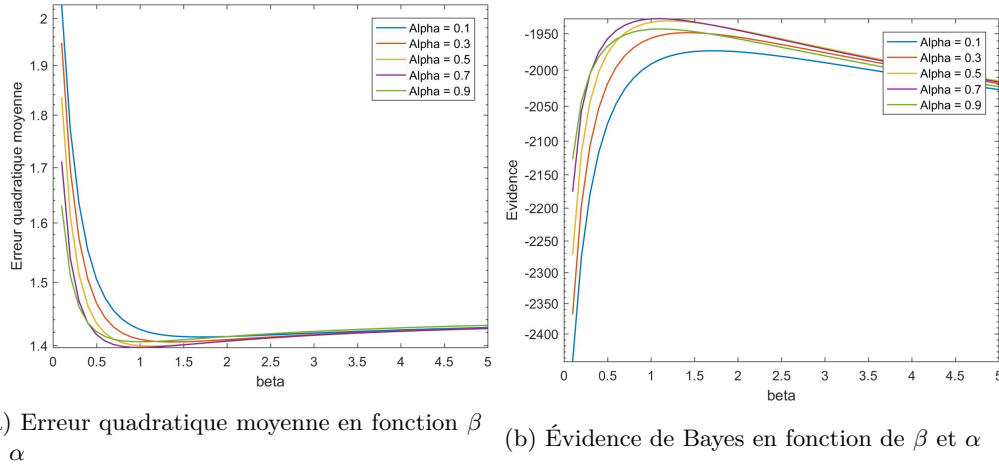 2
1.9
1.8
1.7
1.6
1.5
1.4
0
0.5
1
1.5
2
2.5
3
3.5
4
4.5
5
Erreur quadratique moyenne
beta
Alpha = 0.1
Alpha = 0.3
Alpha = 0.5
Alpha = 0.7
Alpha = 0.9
) Erreur quadratique moyenne en fonction β
α
-1950
-2000
-2050
-2100
-2150
-2200
-2250
-2300
-2350
-2400
0
0.5
1
1.5
2
2.5
3
3.5
4
4.5
5
Evidence
beta
Alpha = 0.1
Alpha = 0.3
Alpha = 0.5
Alpha = 0.7
Alpha = 0.9
(b) Évidence de Bayes en fonction de β et α